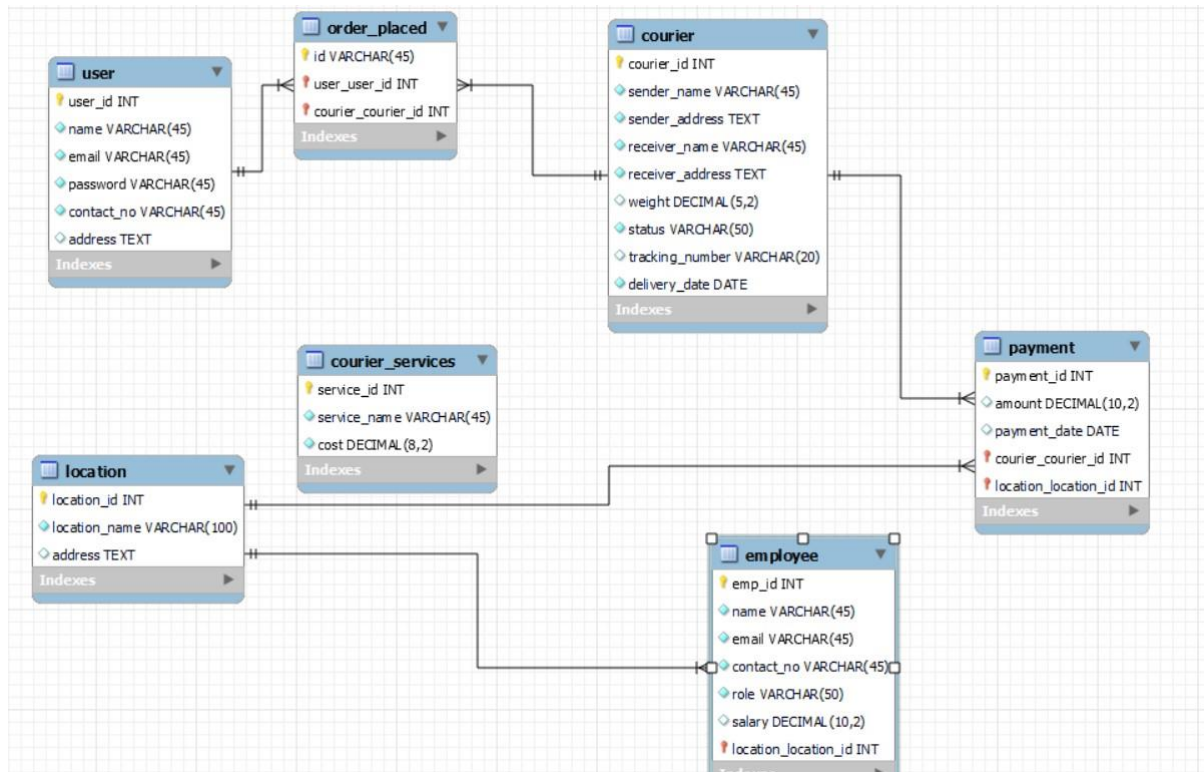 user
user_id INT
name VARCHAR(45)
email VARCHAR(45)
password VARCHAR(45)
contact_no VARCHAR(45)
address TEXT
Indexes
order_placed
id VARCHAR(45)
user_user_id INT
courier_courier_id INT
Indexes
courier
courier_id INT
sender_name VARCHAR(45)
sender_address TEXT
receiver_name VARCHAR(45)
receiver_address TEXT
weight DECIMAL(5,2)
status VARCHAR(50)
tracking_number VARCHAR(20)
delivery_date DATE
Indexes
courier_services
service_id INT
service_name VARCHAR(45)
cost DECIMAL(8,2)
Indexes
payment
payment_id INT
amount DECIMAL(10,2)
payment_date DATE
courier_courier_id INT
location_location_id INT
Indexes
location
location_id INT
location_name VARCHAR(100)
address TEXT
Indexes
employee
emp_id INT
name VARCHAR(45)
email VARCHAR(45)
contact_no VARCHAR(45)
role VARCHAR(50)
salary DECIMAL(10,2)
location_location_id INT
Indexes